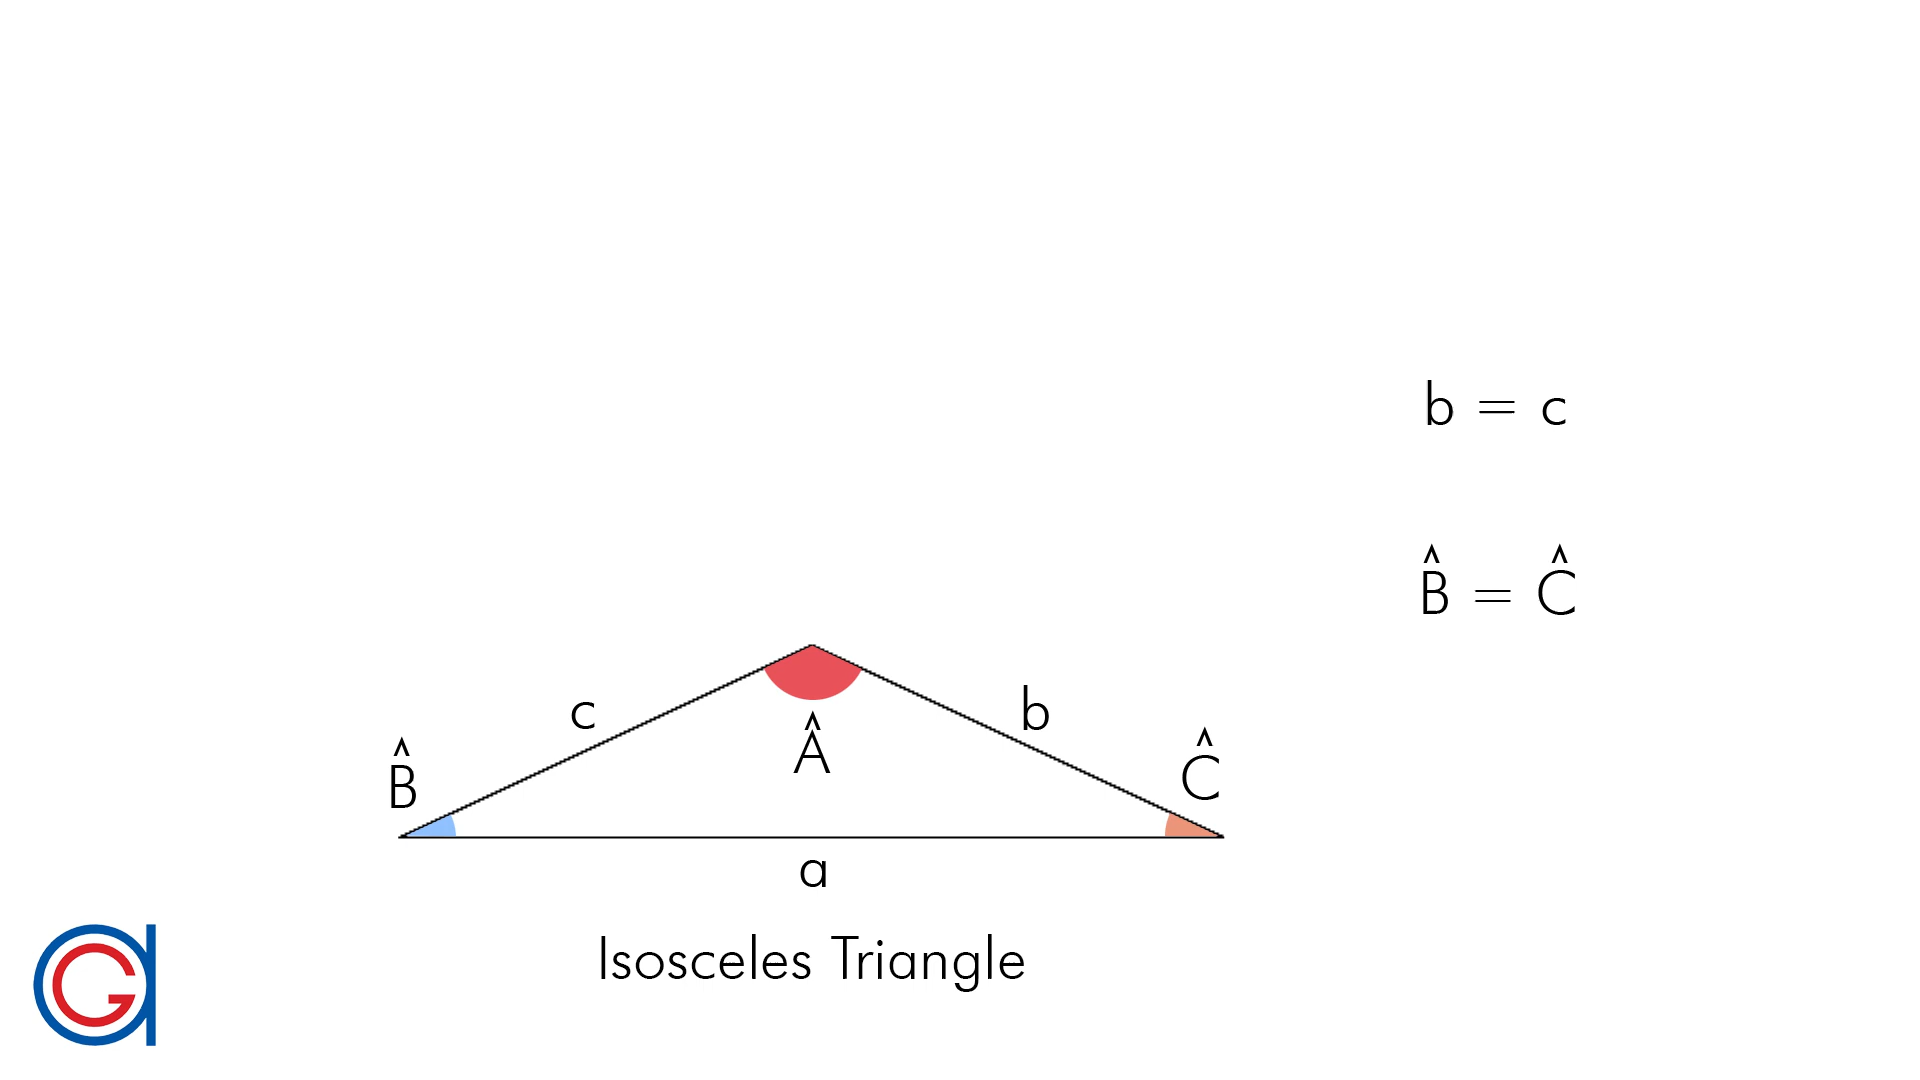 b = c
B̂ = Ĉ
c
b
Â
B̂
Ĉ
a
Isosceles Triangle